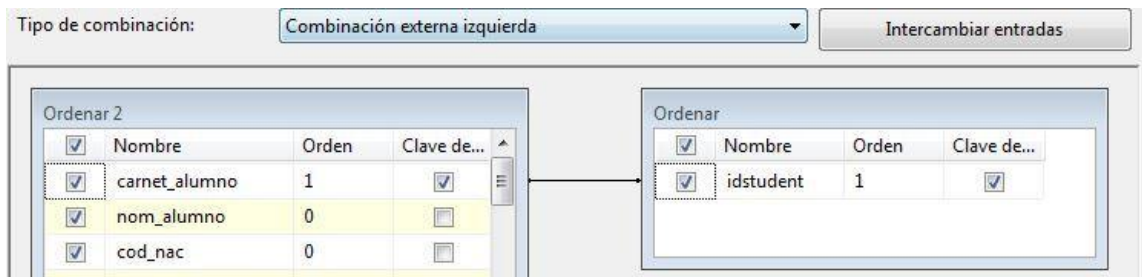 Tipo de combinación: Combinación externa izquierda Intercambiar entradas
Ordenar 2
Nombre Orden Clave de...
carnet_alumno 1
nom_alumno 0
cod_nac 0
Ordenar
Nombre Orden Clave de...
idstudent 1